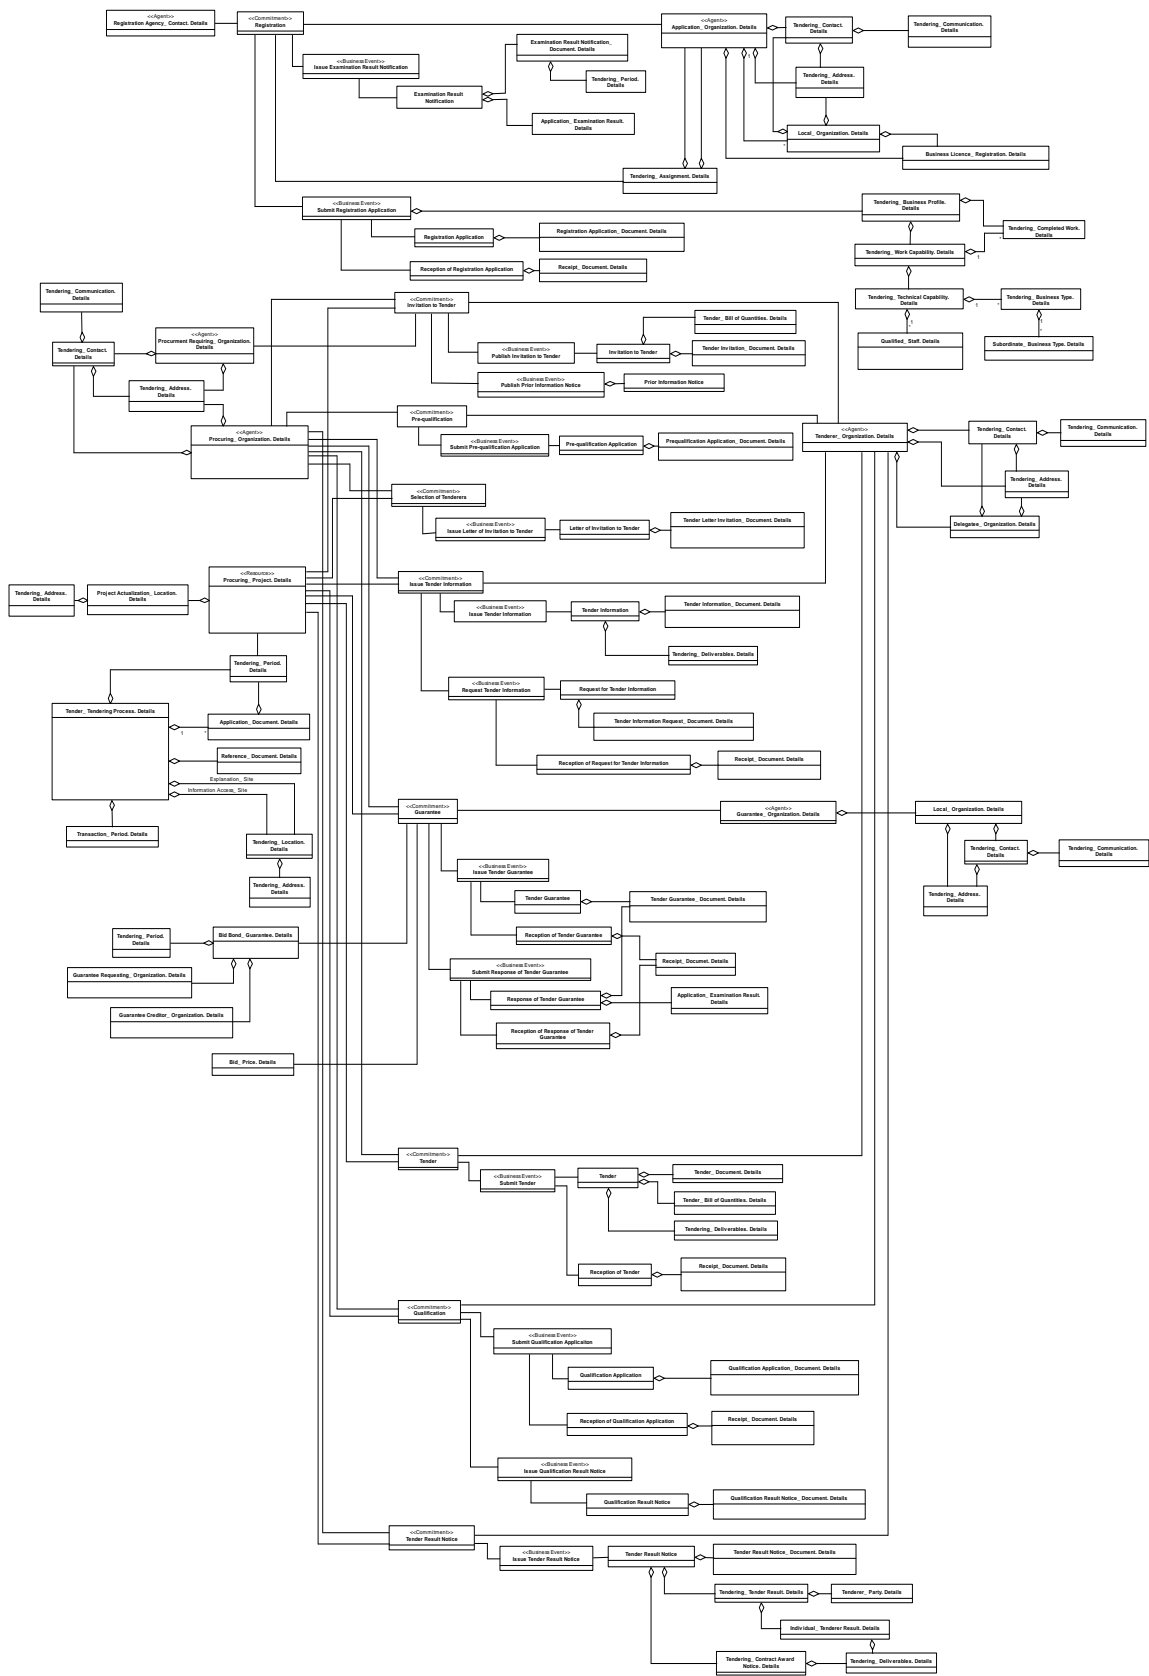 <<Agent>>
Registration Agency_ Contact. Details
<<Commitment>>
Registration
<<Agent>>
Application_ Organization. Details
Tendering_ Contact.
Details
Tendering_ Communication.
Details
Examination Result Notification_
Document. Details
<<Business Event>>
Issue Examination Result Notification
Tendering_ Period.
Details
Tendering_ Address.
Details
Examination Result
Notification
Application_ Examination Result.
Details
1
*
Local_ Organization. Details
Business Licence_ Registration. Details
Tendering_ Assignment. Details
<<Business Event>>
Submit Registration Application
Tendering_ Business Profile.
Details
Tendering_ Completed Work.
Details
Registration Application
Registration Application_ Document. Details
Tendering_ Work Capability. Details
1
*
Reception of Registration Application
Receipt_ Document. Details
Tendering_ Communication.
Details
<<Commitment>>
Invitation to Tender
Tendering_ Technical Capability.
Details
1
*
Tendering_ Business Type.
Details
Tender_ Bill of Quantities. Details
1
*
1
*
<<Agent>>
Procurment Requiring_ Organization.
Details
Tendering_ Contact.
Details
<<Business Event>>
Publish Invitation to Tender
Invitation to Tender
Tender Invitation_ Document. Details
Qualified_ Staff. Details
Subordinate_ Business Type. Details
Tendering_ Address.
Details
<<Business Event>>
Publish Prior Information Notice
Prior Information Notice
<<Commitment>>
Pre-qualification
<<Agent>>
Procuring_ Organization. Details
<<Business Event>>
Submit Pre-qualification Application
Pre-qualification Application
Prequalification Application_ Document. Details
<<Agent>>
Tenderer_ Organization. Details
Tendering_ Contact.
Details
Tendering_ Communication.
Details
Tendering_ Address.
Details
<<Commitment>>
Selection of Tenderers
<<Business Event>>
Issue Letter of Invitation to Tender
Letter of Invitation to Tender
Tender Letter Invitation_ Document. Details
Delegatee_ Organization. Details
<<Resource>>
Procuring_ Project. Details
<<Commitment>>
Issue Tender Information
Tendering_ Address.
Details
Project Actualization_ Location.
Details
<<Business Event>>
Issue Tender Information
Tender Information
Tender Information_ Document. Details
Tendering_ Deliverables. Details
Tendering_ Period.
Details
<<Business Event>>
Request Tender Information
Request for Tender Information
Tender_ Tendering Process. Details
Application_ Document. Details
1
*
Tender Information Request_ Document. Details
Reference_ Document. Details
Reception of Request for Tender Information
Receipt_ Document. Details
Explanation_ Site
Information Access_ Site
<<Commitment>>
Guarantee
<<Agent>>
Guarantee_ Organization. Details
Local_ Organization. Details
Transaction_ Period. Details
Tendering_ Location.
Details
Tendering_ Contact.
Details
Tendering_ Communication.
Details
<<Business Event>>
Issue Tender Guarantee
Tendering_ Address.
Details
Tender Guarantee
Tender Guarantee_ Document. Details
Tendering_ Address.
Details
Tendering_ Period.
Details
Bid Bond_ Guarantee. Details
Reception of Tender Guarantee
Receipt_ Documet. Details
<<Business Event>>
Submit Response of Tender Guarantee
Guarantee Requesting_ Organization. Details
Response of Tender Guarantee
Application_ Examination Result.
Details
Guarantee Creditor_ Organization. Details
Reception of Response of Tender
Guarantee
Bid_ Price. Details
<<Commitment>>
Tender
<<Business Event>>
Submit Tender
Tender
Tender_ Document. Details
Tender_ Bill of Quantities. Details
Tendering_ Deliverables. Details
Reception of Tender
Receipt_ Document. Details
<<Commitment>>
Qualification
<<Business Event>>
Submit Qualification Applicaiton
Qualification Application
Qualification Application_ Document. Details
Reception of Qualification Application
Receipt_ Document. Details
<<Business Event>>
Issue Qualification Result Notice
Qualification Result Notice
Qualification Result Notice_ Document. Details
<<Commitment>>
Tender Result Notice
<<Business Event>>
Issue Tender Result Notice
Tender Result Notice
Tender Result Notice_ Document. Details
Tendering_ Tender Result. Details
Tenderer_ Party. Details
Individual_ Tenderer Result. Details
Tendering_ Contract Award
Notice. Details
Tendering_ Deliverables. Details